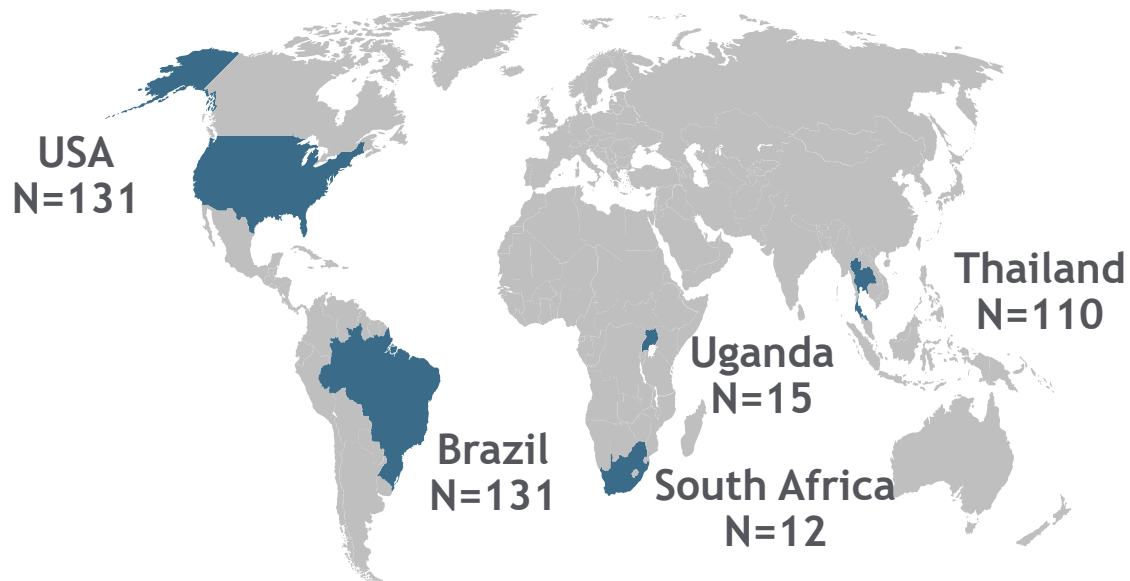 USA
N=131
Thailand
N=110
Uganda
N=15
Brazil
N=131
South Africa
N=12